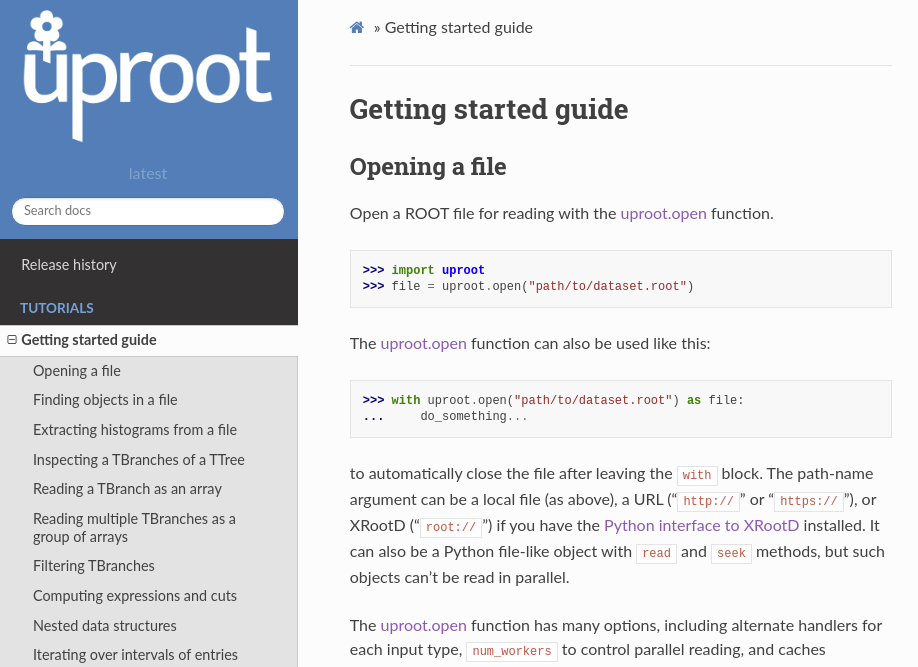 uproot
latest
Search docs
Release history
TUTORIALS
Getting started guide
Opening a file
Finding objects in a file
Extracting histograms from a file
Inspecting a TBranches of a TTree
Reading a TBranch as an array
Reading multiple TBranches as a
group of arrays
Filtering TBranches
Computing expressions and cuts
Nested data structures
Iterating over intervals of entries
» Getting started guide
Getting started guide
Opening a file
Open a ROOT file for reading with the uproot.open function.
>>> import uproot
>>> file = uproot.open("path/to/dataset.root")
The uproot.open function can also be used like this:
>>> with uproot.open("path/to/dataset.root") as file:
...     do_something...
to automatically close the file after leaving the with block. The path-name
argument can be a local file (as above), a URL (“http://” or “https://”), or
XRootD (“root://”) if you have the Python interface to XRootD installed. It
can also be a Python file-like object with read and seek methods, but such
objects can’t be read in parallel.
The uproot.open function has many options, including alternate handlers for
each input type, num_workers to control parallel reading, and caches